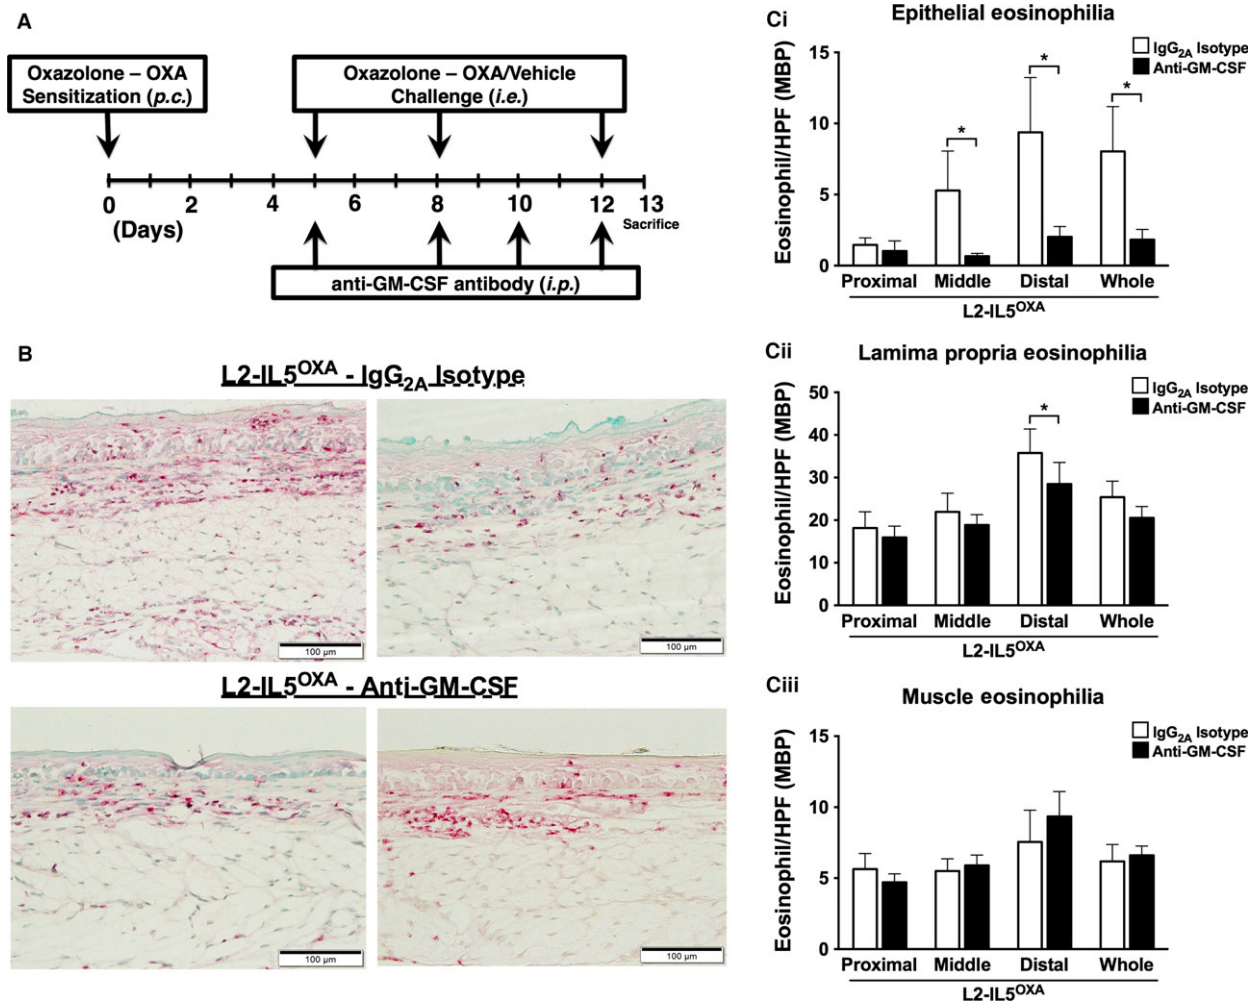 A
Oxazolone – OXA
Sensitization (p.c.)
Oxazolone – OXA/Vehicle
Challenge (i.e.)
0 2 4 6 8 10 12 13
(Days)
Sacrifice
anti-GM-CSF antibody (i.p.)
B
L2-IL5OXA - IgG2A Isotype
100 µm
100 µm
L2-IL5OXA - Anti-GM-CSF
100 µm
100 µm
Ci
Epithelial eosinophilia
IgG2A Isotype
Anti-GM-CSF
Eosinophil/HPF (MBP)
15
10
5
0
* * *
Proximal Middle Distal Whole
L2-IL5OXA
Cii
Lamima propria eosinophilia
IgG2A Isotype
Anti-GM-CSF
Eosinophil/HPF (MBP)
50
40
30
20
10
0
*
Proximal Middle Distal Whole
L2-IL5OXA
Ciii
Muscle eosinophilia
IgG2A Isotype
Anti-GM-CSF
Eosinophil/HPF (MBP)
15
10
5
0
Proximal Middle Distal Whole
L2-IL5OXA